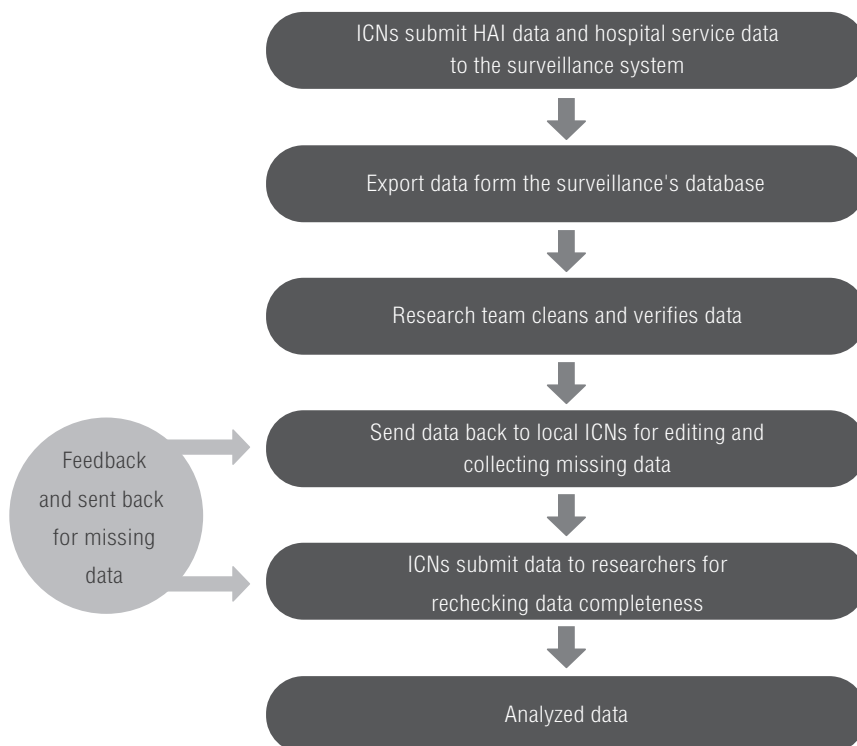 ICNs submit HAI data and hospital service data
to the surveillance system
Export data form the surveillance's database
Research team cleans and verifies data
Send data back to local ICNs for editing and
collecting missing data
Feedback
and sent back
for missing
data
ICNs submit data to researchers for
rechecking data completeness
Analyzed data